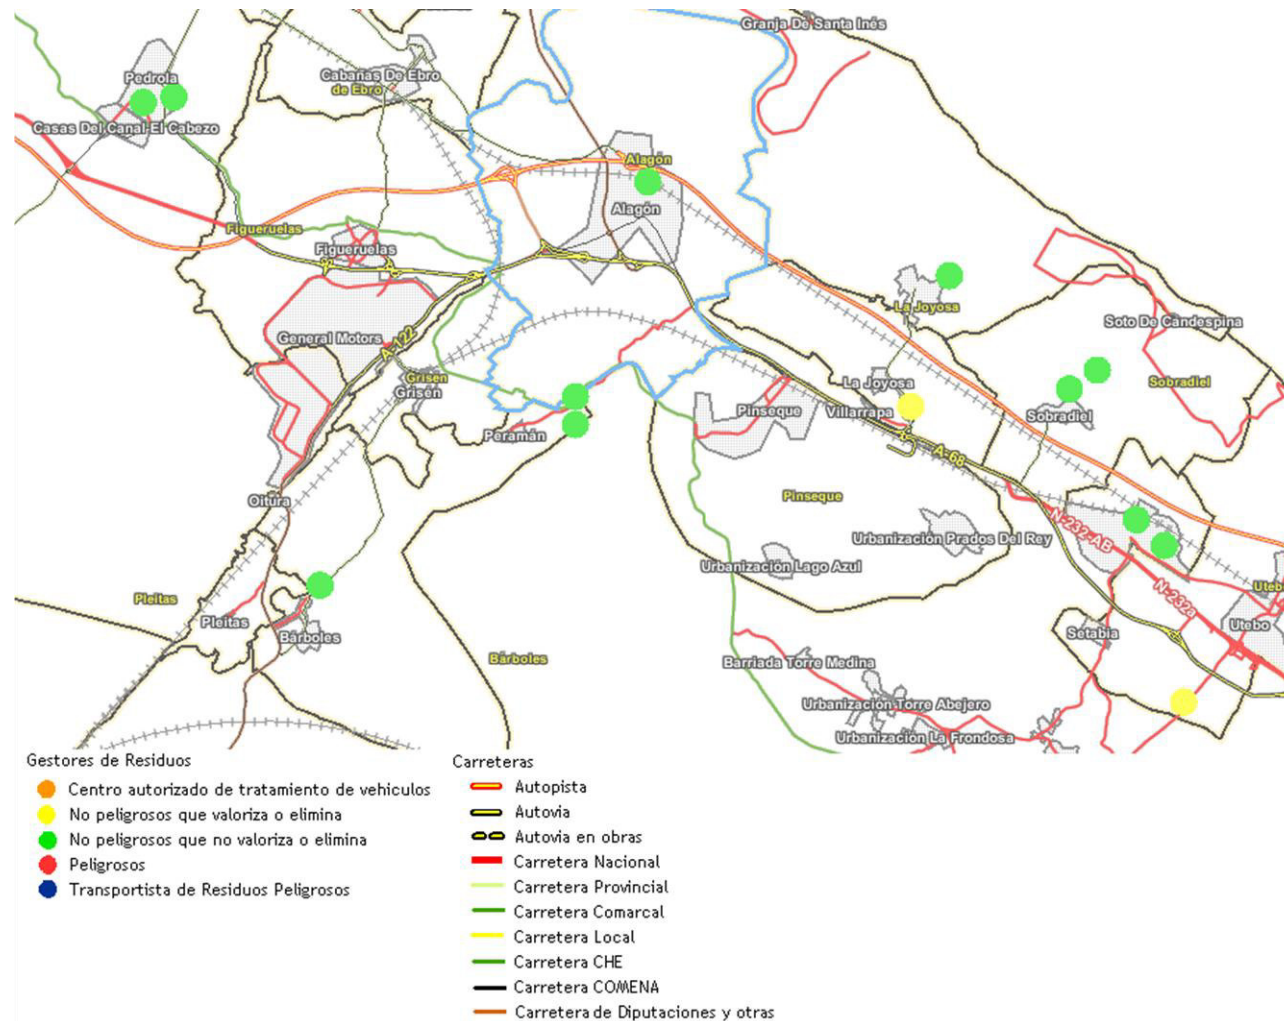 Granja De Santa Inés
Pedrola
Cabañas De Ebro
de Ebro
Casas Del Canal-El Cabezo
Alagón
Alagón
Figueruelas
Figueruelas
La Joyosa
Soto De Candespina
General Motors
A-122
Grisén
Grisén
La Joyosa
Sobradiel
Pinseque
Villarrapa
Sobradiel
Peramán
A-68
Oitura
Pinseque
N-232-AB
Urbanización Prados Del Rey
Urbanización Lago Azul
N-232a
Uteb
Pleitas
Pleitas
Bárboles
Setabia
Utebo
Bárboles
Barriada Torre Medina
Urbanización Torre Abejero
Urbanización La Frondosa
Gestores de Residuos
Centro autorizado de tratamiento de vehiculos
No peligrosos que valoriza o elimina
No peligrosos que no valoriza o elimina
Peligrosos
Transportista de Residuos Peligrosos
Carreteras
Autopista
Autovia
Autovia en obras
Carretera Nacional
Carretera Provincial
Carretera Comarcal
Carretera Local
Carretera CHE
Carretera COMENA
Carretera de Diputaciones y otras